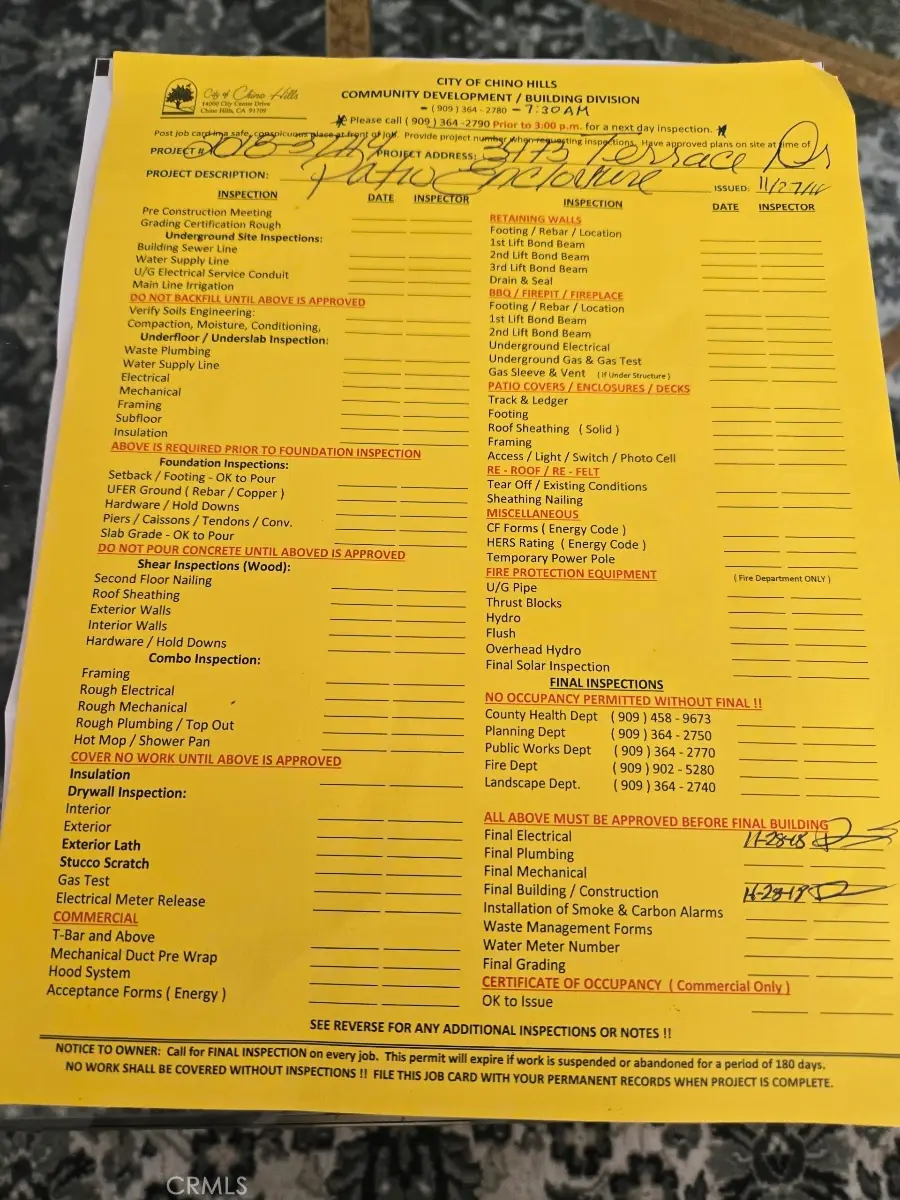 City of Chino Hills
14000 City Center Drive
Chino Hills, CA 91709
CITY OF CHINO HILLS
COMMUNITY DEVELOPMENT / BUILDING DIVISION
- ( 909 ) 364 - 2780 - 7:30AM
* Please call ( 909 ) 364 -2790 Prior to 3:00 p.m. for a next day inspection. *
Post job card in a safe, conspicuous place at front of job. Provide project number when requesting inspections. Have approved plans on site at time of
PROJECT # PROJECT ADDRESS: Terrace Dr
PROJECT DESCRIPTION: Patio Enclosure ISSUED: 11/27/18
INSPECTION DATE INSPECTOR
Pre Construction Meeting
Grading Certification Rough
Underground Site Inspections:
Building Sewer Line
Water Supply Line
U/G Electrical Service Conduit
Main Line Irrigation
DO NOT BACKFILL UNTIL ABOVE IS APPROVED
Verify Soils Engineering:
Compaction, Moisture, Conditioning,
Underfloor / Underslab Inspection:
Waste Plumbing
Water Supply Line
Electrical
Mechanical
Framing
Subfloor
Insulation
ABOVE IS REQUIRED PRIOR TO FOUNDATION INSPECTION
Foundation Inspections:
Setback / Footing - OK to Pour
UFER Ground ( Rebar / Copper )
Hardware / Hold Downs
Piers / Caissons / Tendons / Conv.
Slab Grade - OK to Pour
DO NOT POUR CONCRETE UNTIL ABOVED IS APPROVED
Shear Inspections (Wood):
Second Floor Nailing
Roof Sheathing
Exterior Walls
Interior Walls
Hardware / Hold Downs
Combo Inspection:
Framing
Rough Electrical
Rough Mechanical
Rough Plumbing / Top Out
Hot Mop / Shower Pan
COVER NO WORK UNTIL ABOVE IS APPROVED
Insulation
Drywall Inspection:
Interior
Exterior
Exterior Lath
Stucco Scratch
Gas Test
Electrical Meter Release
COMMERCIAL
T-Bar and Above
Mechanical Duct Pre Wrap
Hood System
Acceptance Forms ( Energy )
INSPECTION DATE INSPECTOR
RETAINING WALLS
Footing / Rebar / Location
1st Lift Bond Beam
2nd Lift Bond Beam
3rd Lift Bond Beam
Drain & Seal
BBQ / FIREPIT / FIREPLACE
Footing / Rebar / Location
1st Lift Bond Beam
2nd Lift Bond Beam
Underground Electrical
Underground Gas & Gas Test
Gas Sleeve & Vent ( If Under Structure )
PATIO COVERS / ENCLOSURES / DECKS
Track & Ledger
Footing
Roof Sheathing ( Solid )
Framing
Access / Light / Switch / Photo Cell
RE - ROOF / RE - FELT
Tear Off / Existing Conditions
Sheathing Nailing
MISCELLANEOUS
CF Forms ( Energy Code )
HERS Rating ( Energy Code )
Temporary Power Pole
FIRE PROTECTION EQUIPMENT ( Fire Department ONLY )
U/G Pipe
Thrust Blocks
Hydro
Flush
Overhead Hydro
Final Solar Inspection
FINAL INSPECTIONS
NO OCCUPANCY PERMITTED WITHOUT FINAL !!
County Health Dept ( 909 ) 458 - 9673
Planning Dept ( 909 ) 364 - 2750
Public Works Dept ( 909 ) 364 - 2770
Fire Dept ( 909 ) 902 - 5280
Landscape Dept. ( 909 ) 364 - 2740
ALL ABOVE MUST BE APPROVED BEFORE FINAL BUILDING
Final Electrical 11-28-18
Final Plumbing
Final Mechanical
Final Building / Construction 11-28-18
Installation of Smoke & Carbon Alarms
Waste Management Forms
Water Meter Number
Final Grading
CERTIFICATE OF OCCUPANCY ( Commercial Only )
OK to Issue
SEE REVERSE FOR ANY ADDITIONAL INSPECTIONS OR NOTES !!
NOTICE TO OWNER: Call for FINAL INSPECTION on every job. This permit will expire if work is suspended or abandoned for a period of 180 days.
NO WORK SHALL BE COVERED WITHOUT INSPECTIONS !! FILE THIS JOB CARD WITH YOUR PERMANENT RECORDS WHEN PROJECT IS COMPLETE.
CRMLS